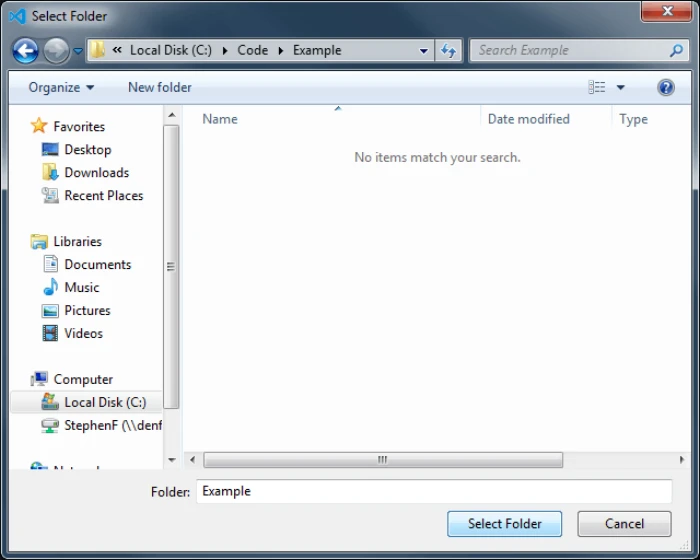 Select Folder
« Local Disk (C:) Code Example
Search Example
Organize New folder
Name Date modified Type
No items match your search.
Favorites
Desktop
Downloads
Recent Places
Libraries
Documents
Music
Pictures
Videos
Computer
Local Disk (C:)
StephenF (\\denf
Folder: Example
Select Folder Cancel